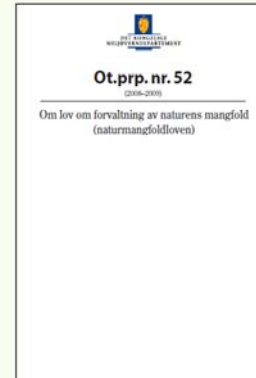 DET KONGELIGE
MILJØVERNDEPARTEMENT
Ot.prp. nr. 52
(2008–2009)
Om lov om forvaltning av naturens mangfold
(naturmangfoldloven)